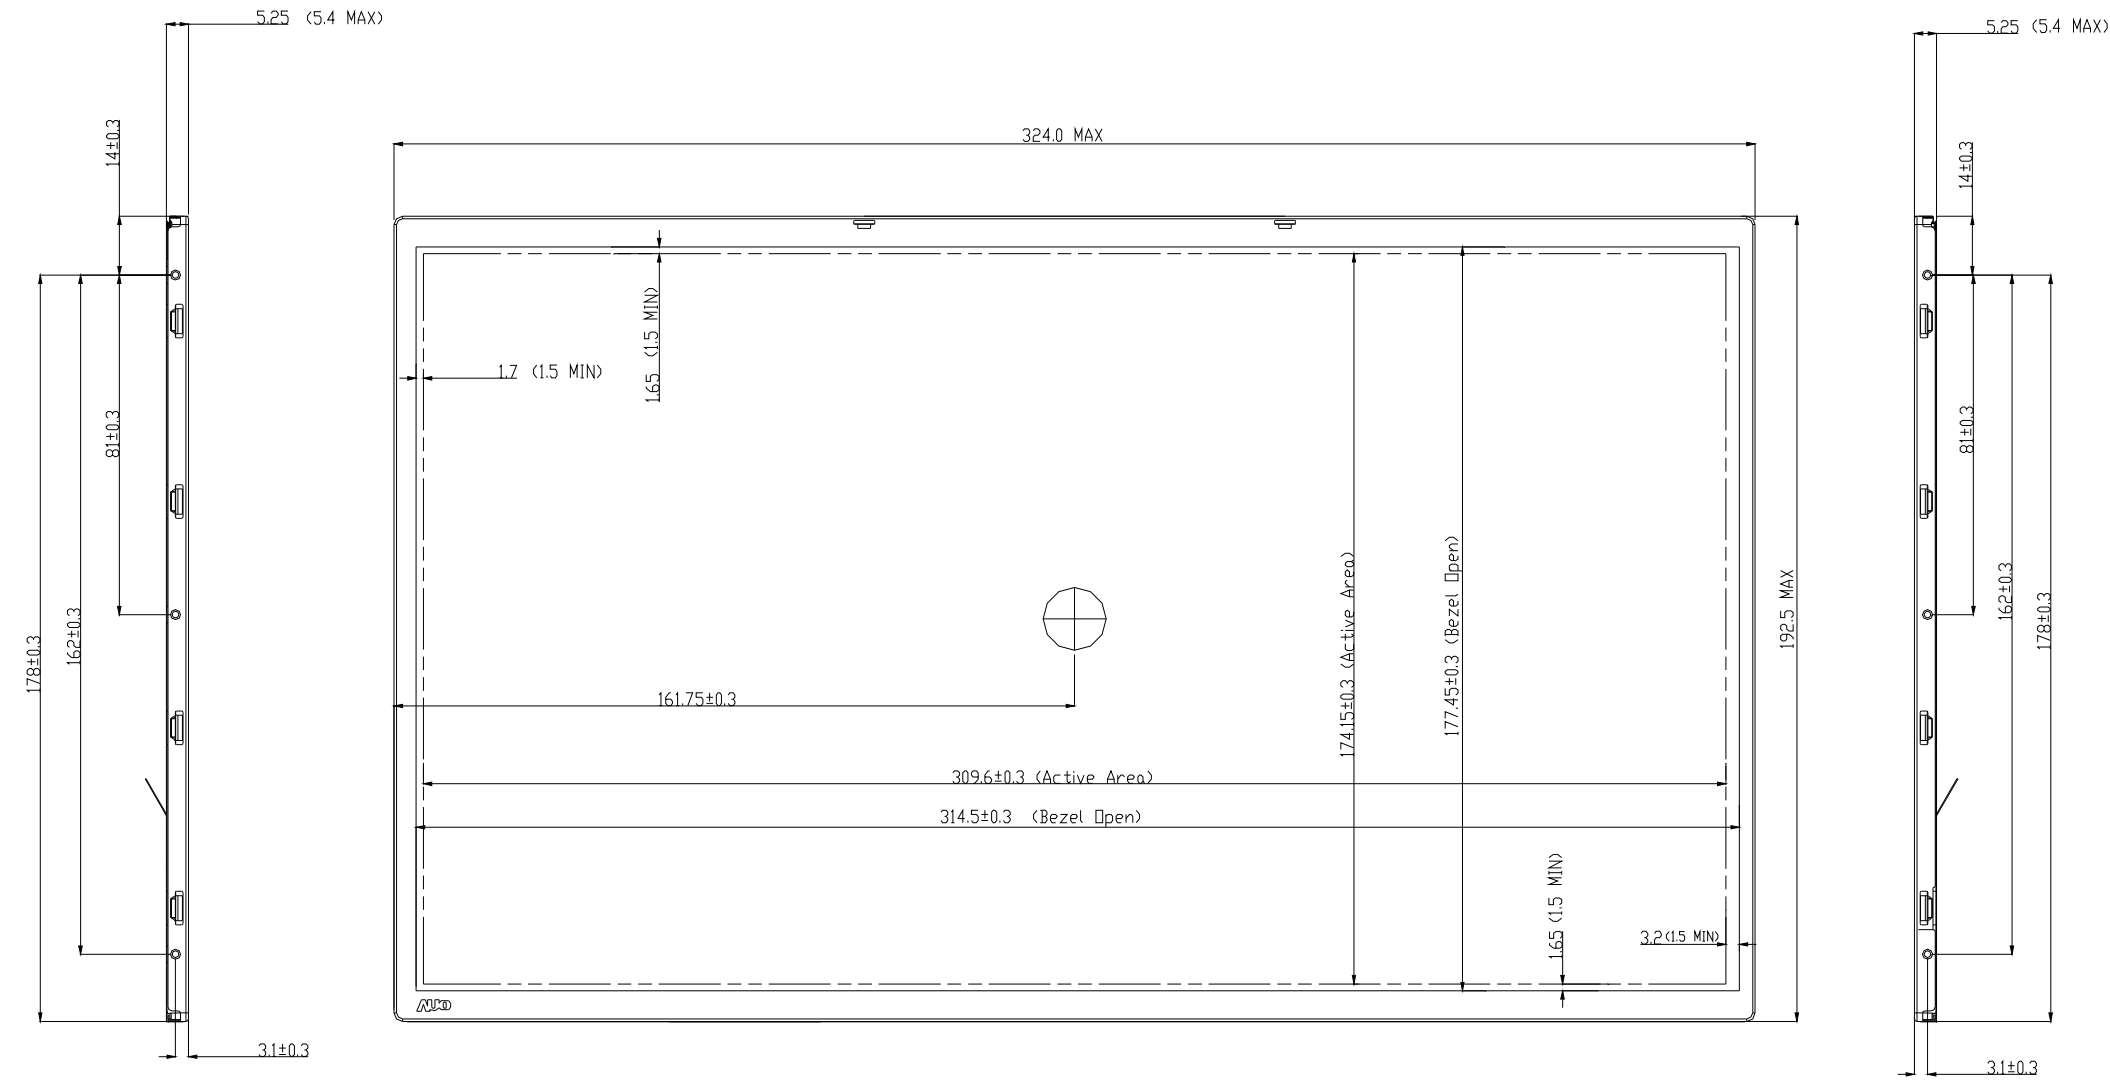 5.25 (5.4 MAX)
5.25 (5.4 MAX)
324.0 MAX
14±0.3
14±0.3
1.65 (1.5 MIN)
1.7 (1.5 MIN)
81±0.3
81±0.3
178±0.3
162±0.3
161.75±0.3
174.15±0.3 (Active Area)
177.45±0.3 (Bezel Open)
192.5 MAX
162±0.3
178±0.3
309.6±0.3 (Active Area)
314.5±0.3 (Bezel Open)
1.65 (1.5 MIN)
3.2 (1.5 MIN)
AUO
3.1±0.3
3.1±0.3